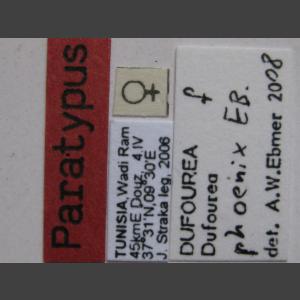 Paratypus
♀
TUNISIA,Wadi Ram
45kmE Douz, 4.IV
37°31'N,09°30'E
J. Straka leg, 2006
f
DUFOUREA
Dufourea
phoenix EB.
det. A.W.Ebmer 2008